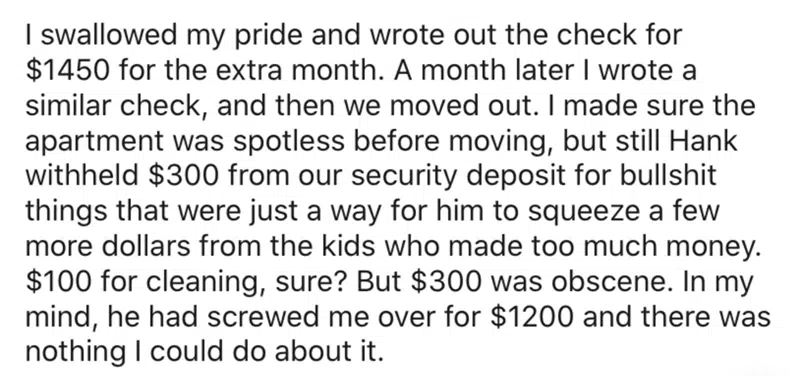 I swallowed my pride and wrote out the check for
$1450 for the extra month. A month later I wrote a
similar check, and then we moved out. I made sure the
apartment was spotless before moving, but still Hank
withheld $300 from our security deposit for bullshit
things that were just a way for him to squeeze a few
more dollars from the kids who made too much money.
$100 for cleaning, sure? But $300 was obscene. In my
mind, he had screwed me over for $1200 and there was
nothing I could do about it.